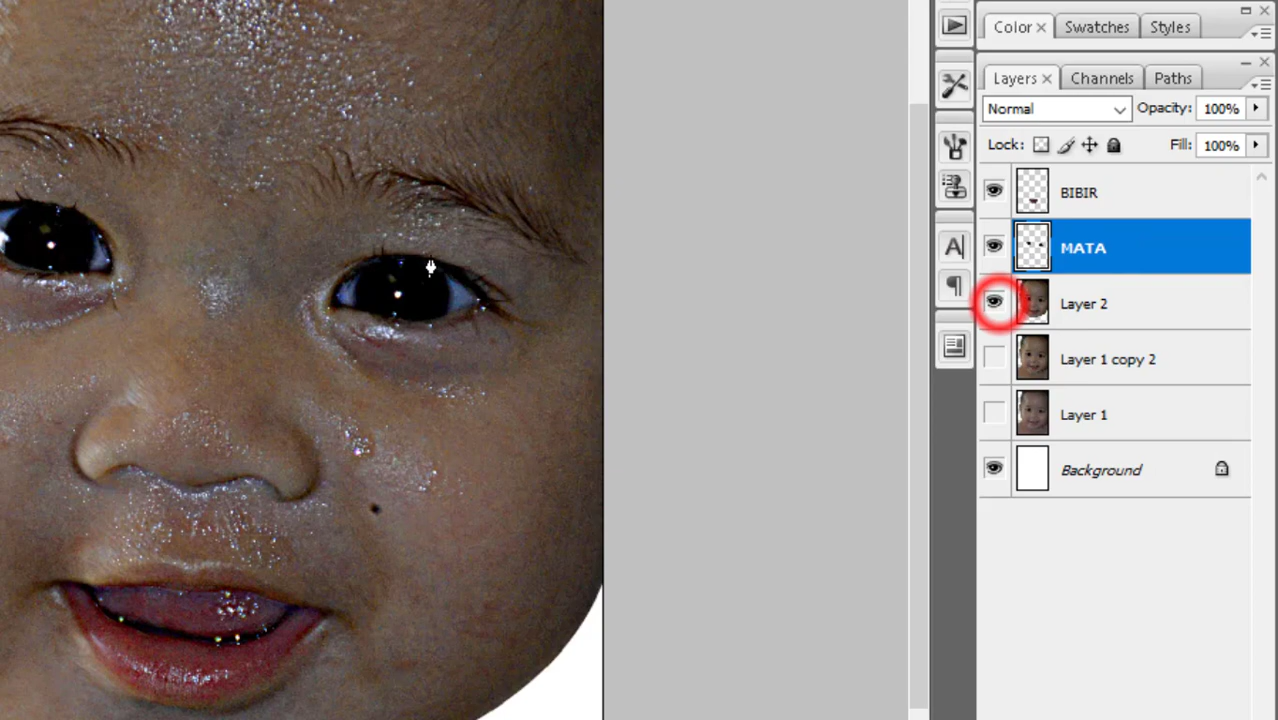 Color × Swatches Styles
Layers × Channels Paths
Normal Opacity: 100%
Lock: Fill: 100%
BIBIR
MATA
Layer 2
Layer 1 copy 2
Layer 1
Background